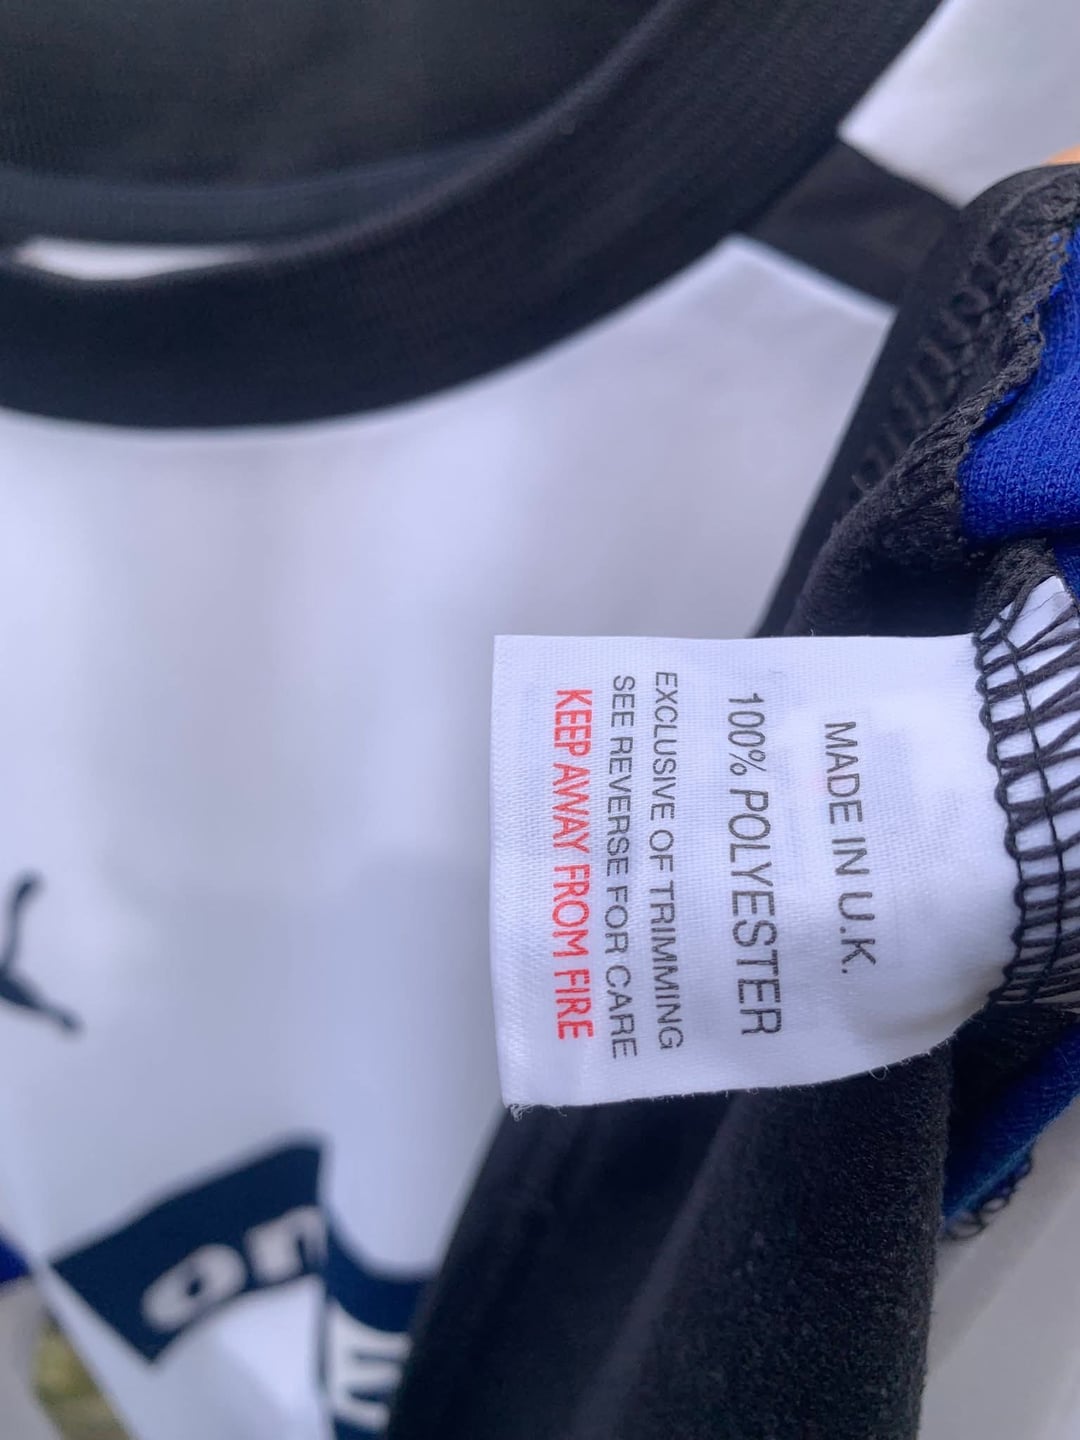 MADE IN U.K.
100% POLYESTER
EXCLUSIVE OF TRIMMING
SEE REVERSE FOR CARE
KEEP AWAY FROM FIRE